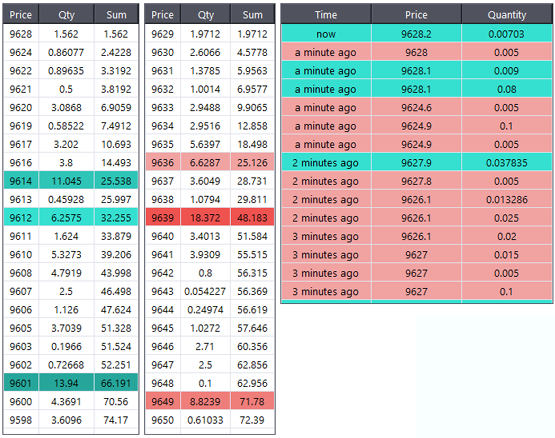 Price Qty Sum
9628 1.562 1.562
9624 0.86077 2.4228
9622 0.89635 3.3192
9621 0.5 3.8192
9620 3.0868 6.9059
9619 0.58522 7.4912
9617 3.202 10.693
9616 3.8 14.493
9614 11.045 25.538
9613 0.45928 25.997
9612 6.2575 32.255
9611 1.624 33.879
9610 5.3273 39.206
9608 4.7919 43.998
9607 2.5 46.498
9606 1.126 47.624
9605 3.7039 51.328
9603 0.1966 51.524
9602 0.72668 52.251
9601 13.94 66.191
9600 4.3691 70.56
9598 3.6096 74.17
Price Qty Sum
9629 1.9712 1.9712
9630 2.6066 4.5778
9631 1.3785 5.9563
9632 1.0014 6.9577
9633 2.9488 9.9065
9634 2.9516 12.858
9635 5.6397 18.498
9636 6.6287 25.126
9637 3.6049 28.731
9638 1.0794 29.811
9639 18.372 48.183
9640 3.4013 51.584
9641 3.9309 55.515
9642 0.8 56.315
9643 0.054227 56.369
9644 0.24974 56.619
9645 1.0272 57.646
9646 2.71 60.356
9647 2.5 62.856
9648 0.1 62.956
9649 8.8239 71.78
9650 0.61033 72.39
Time Price Quantity
now 9628.2 0.00703
a minute ago 9628 0.005
a minute ago 9628.1 0.009
a minute ago 9628.1 0.08
a minute ago 9624.6 0.005
a minute ago 9624.9 0.1
a minute ago 9624.9 0.005
2 minutes ago 9627.9 0.037835
2 minutes ago 9627.8 0.005
2 minutes ago 9626.1 0.013286
2 minutes ago 9626.1 0.025
3 minutes ago 9626.1 0.02
3 minutes ago 9627 0.015
3 minutes ago 9627 0.005
3 minutes ago 9627 0.1